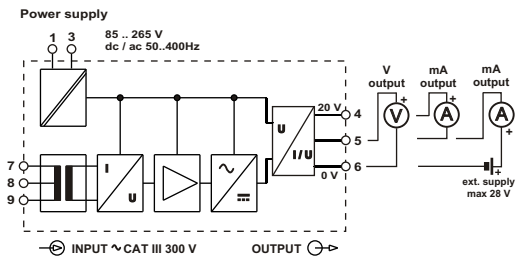 Power supply
1 3
85 .. 265 V
dc / ac 50..400Hz
V
output
mA
output
mA
output
20 V 4
+
V
+
A
+
A
U
5
I / U
0 V 6
7
8
9
I
U
+
ext. supply
max 28 V
INPUT ∿ CAT III 300 V
OUTPUT